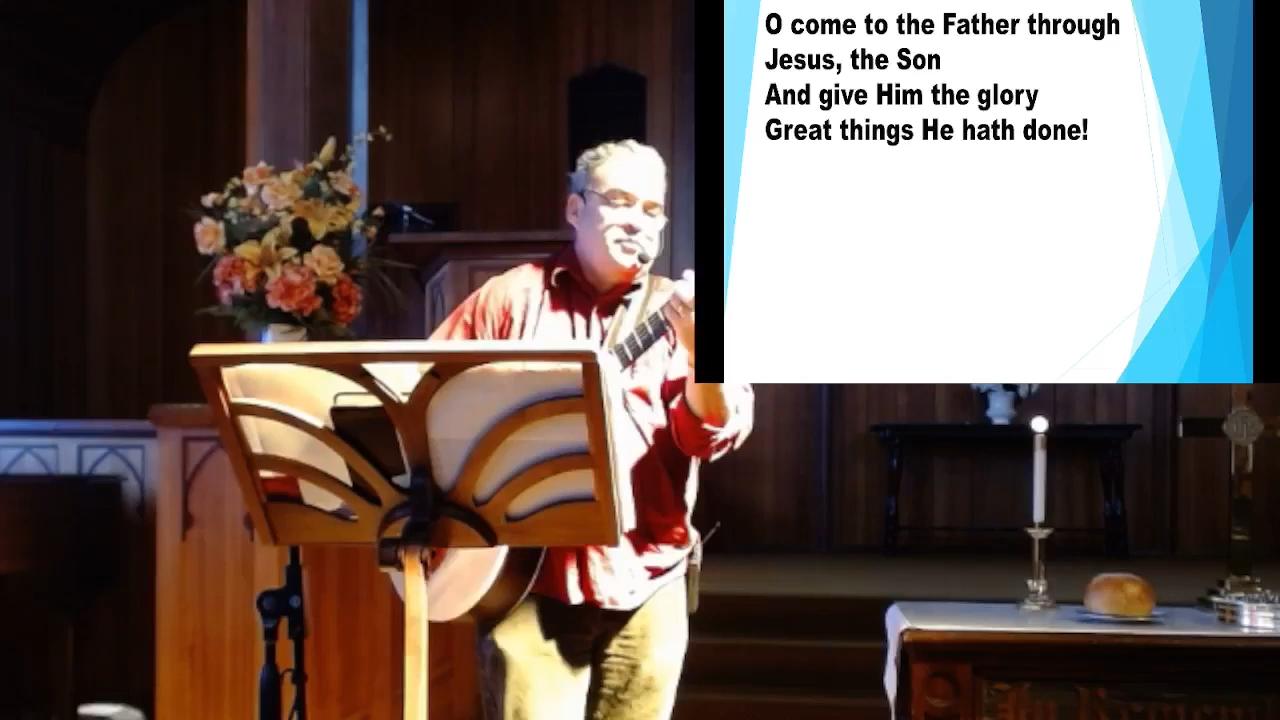 O come to the Father through
Jesus, the Son
And give Him the glory
Great things He hath done!